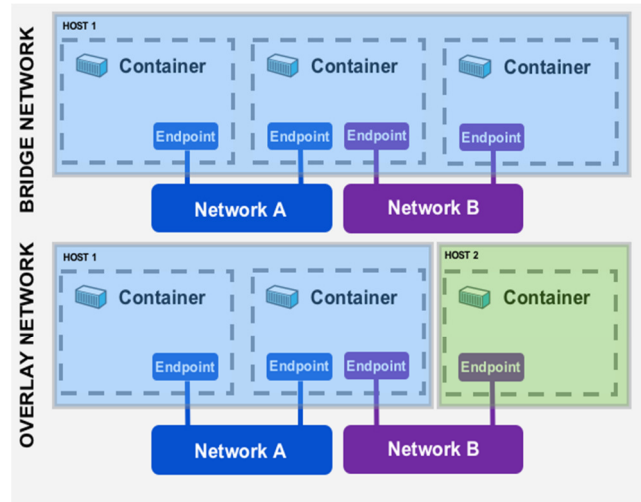 BRIDGE NETWORK
HOST 1
Container Container Container
Endpoint Endpoint Endpoint Endpoint
Network A Network B
OVERLAY NETWORK
HOST 1 HOST 2
Container Container Container
Endpoint Endpoint Endpoint Endpoint
Network A Network B